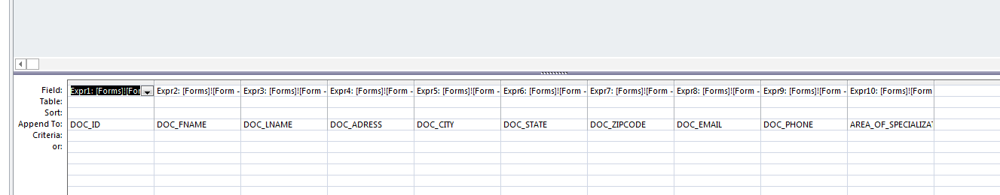 Field: Expr1: [Forms]![For Expr2: [Forms]![Form - Expr3: [Forms]![Form - Expr4: [Forms]![Form - Expr5: [Forms]![Form - Expr6: [Forms]![Form - Expr7: [Forms]![Form - Expr8: [Forms]![Form - Expr9: [Forms]![Form - Expr10: [Forms]![Form
Table:
Sort:
Append To: DOC_ID DOC_FNAME DOC_LNAME DOC_ADRESS DOC_CITY DOC_STATE DOC_ZIPCODE DOC_EMAIL DOC_PHONE AREA_OF_SPECIALIZAT
Criteria:
or: